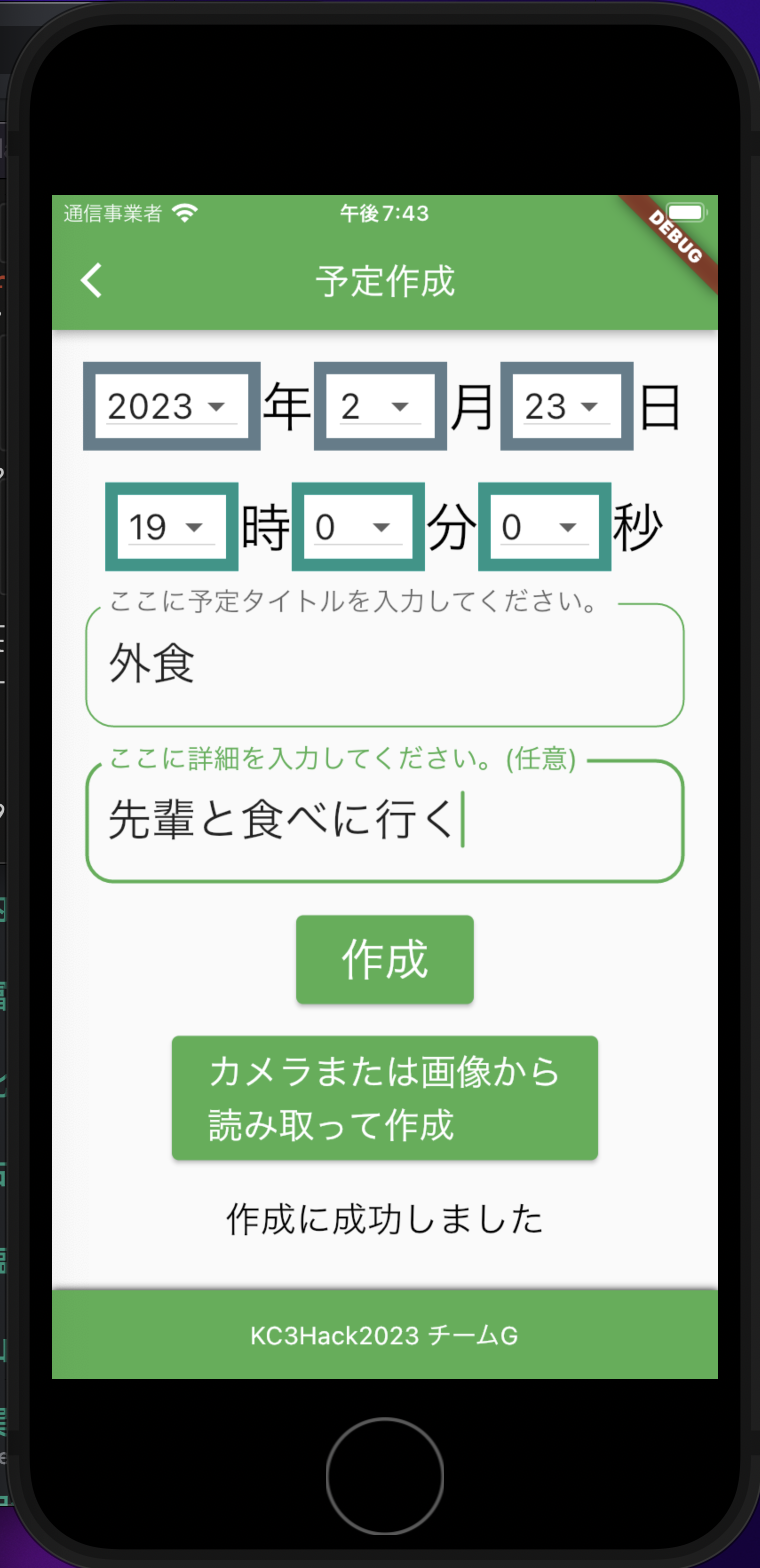 通信事業者 午後7:43
DEBUG
予定作成
2023 年 2 月 23 日
19 時 0 分 0 秒
ここに予定タイトルを入力してください。
外食
ここに詳細を入力してください。(任意)
先輩と食べに行く
作成
カメラまたは画像から
読み取って作成
作成に成功しました
KC3Hack2023 チームG